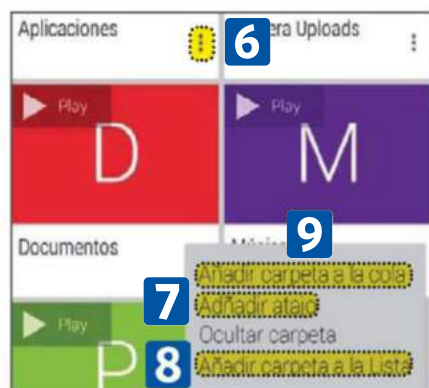 Aplicaciones
6
era Uploads
Play
Play
D
M
9
Documentos
Añadir carpeta a la cola
7
Adñadir atajo
Play
Ocultar carpeta
P
8
Añadir carpeta a la Lista